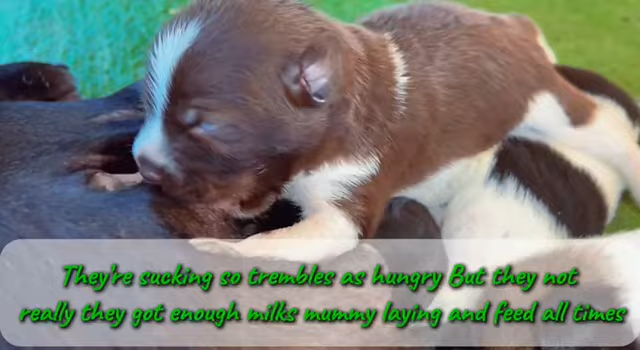 They're sucking so trembles as hungry But they not
really they got enough milks mummy laying and feed all times